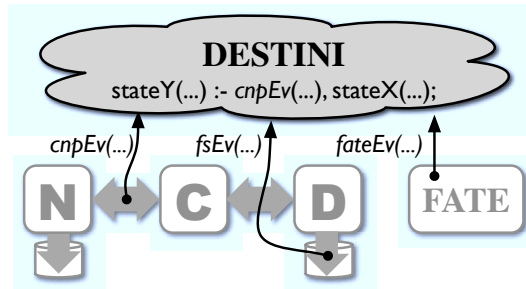 DESTINI
stateY(...) :- cnpEv(...), stateX(...);
cnpEv(...) fsEv(...) fateEv(...)
N C D FATE